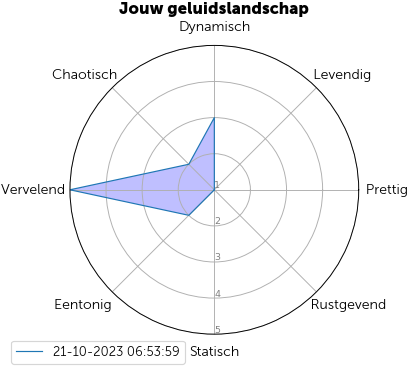 Jouw geluidslandschap
Dynamisch
Chaotisch
Levendig
Vervelend
1
Prettig
2
3
Eentonig
4
Rustgevend
5
21-10-2023 06:53:59
Statisch